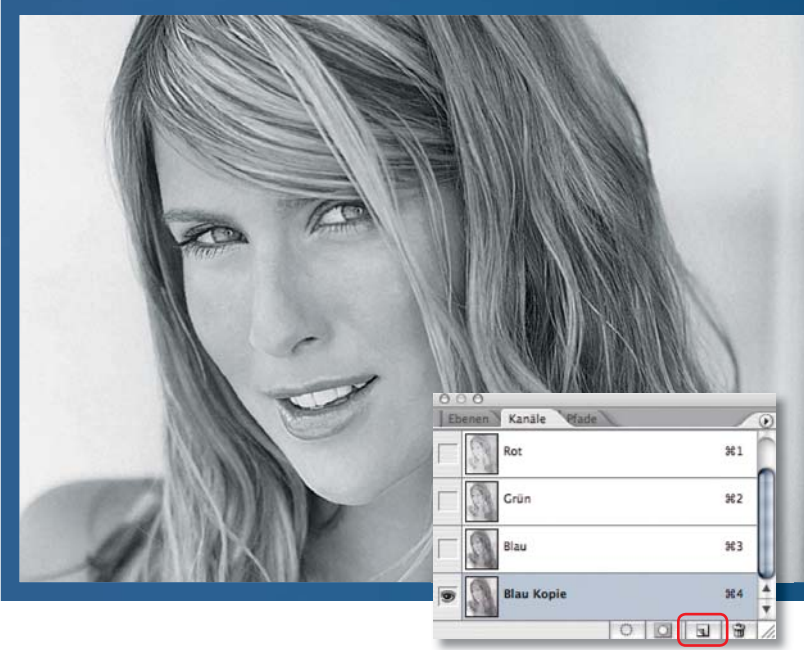 Ebenen Kanäle Pfade
Rot ⌘1
Grün ⌘2
Blau ⌘3
Blau Kopie ⌘4